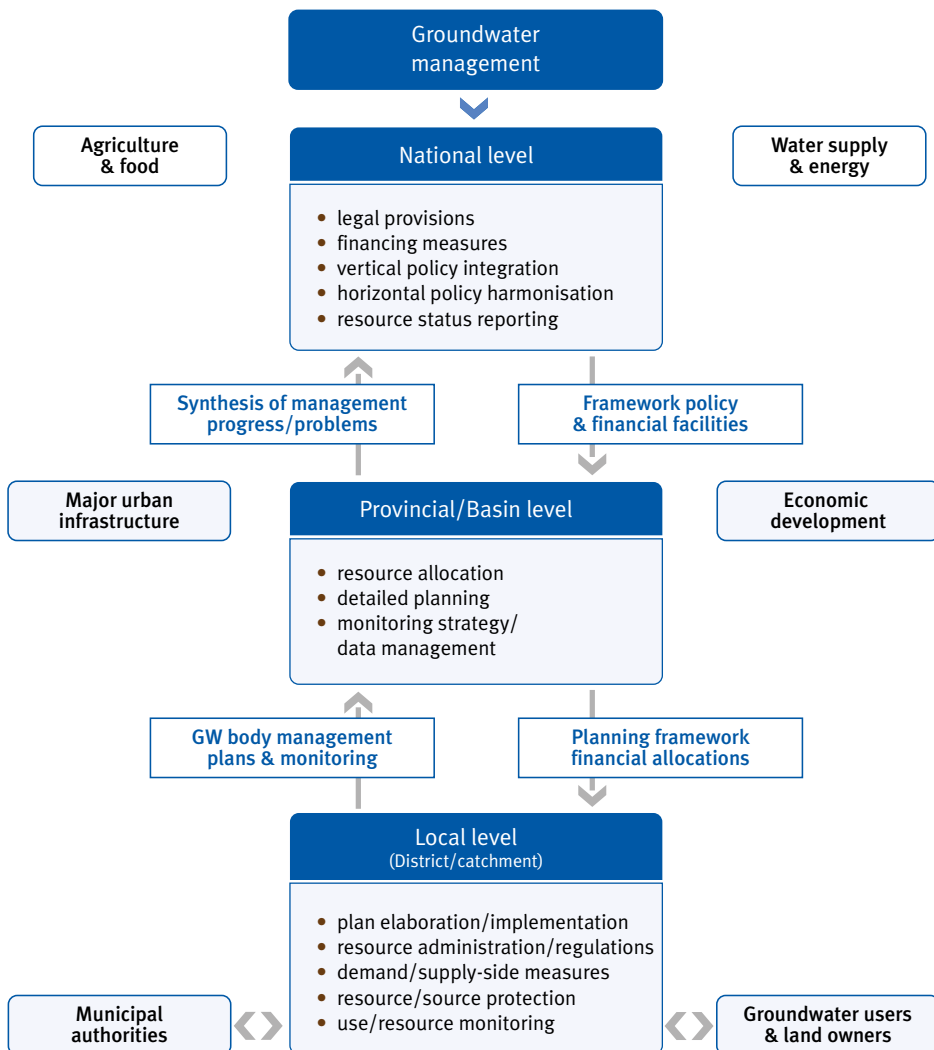 Groundwater
management
Agriculture
& food
National level
Water supply
& energy
• legal provisions
• financing measures
• vertical policy integration
• horizontal policy harmonisation
• resource status reporting
Synthesis of management
progress/problems
Framework policy
& financial facilities
Major urban
infrastructure
Provincial/Basin level
Economic
development
• resource allocation
• detailed planning
• monitoring strategy/
data management
GW body management
plans & monitoring
Planning framework
financial allocations
Local level
(District/catchment)
• plan elaboration/implementation
• resource administration/regulations
• demand/supply-side measures
• resource/source protection
• use/resource monitoring
Municipal
authorities
Groundwater users
& land owners